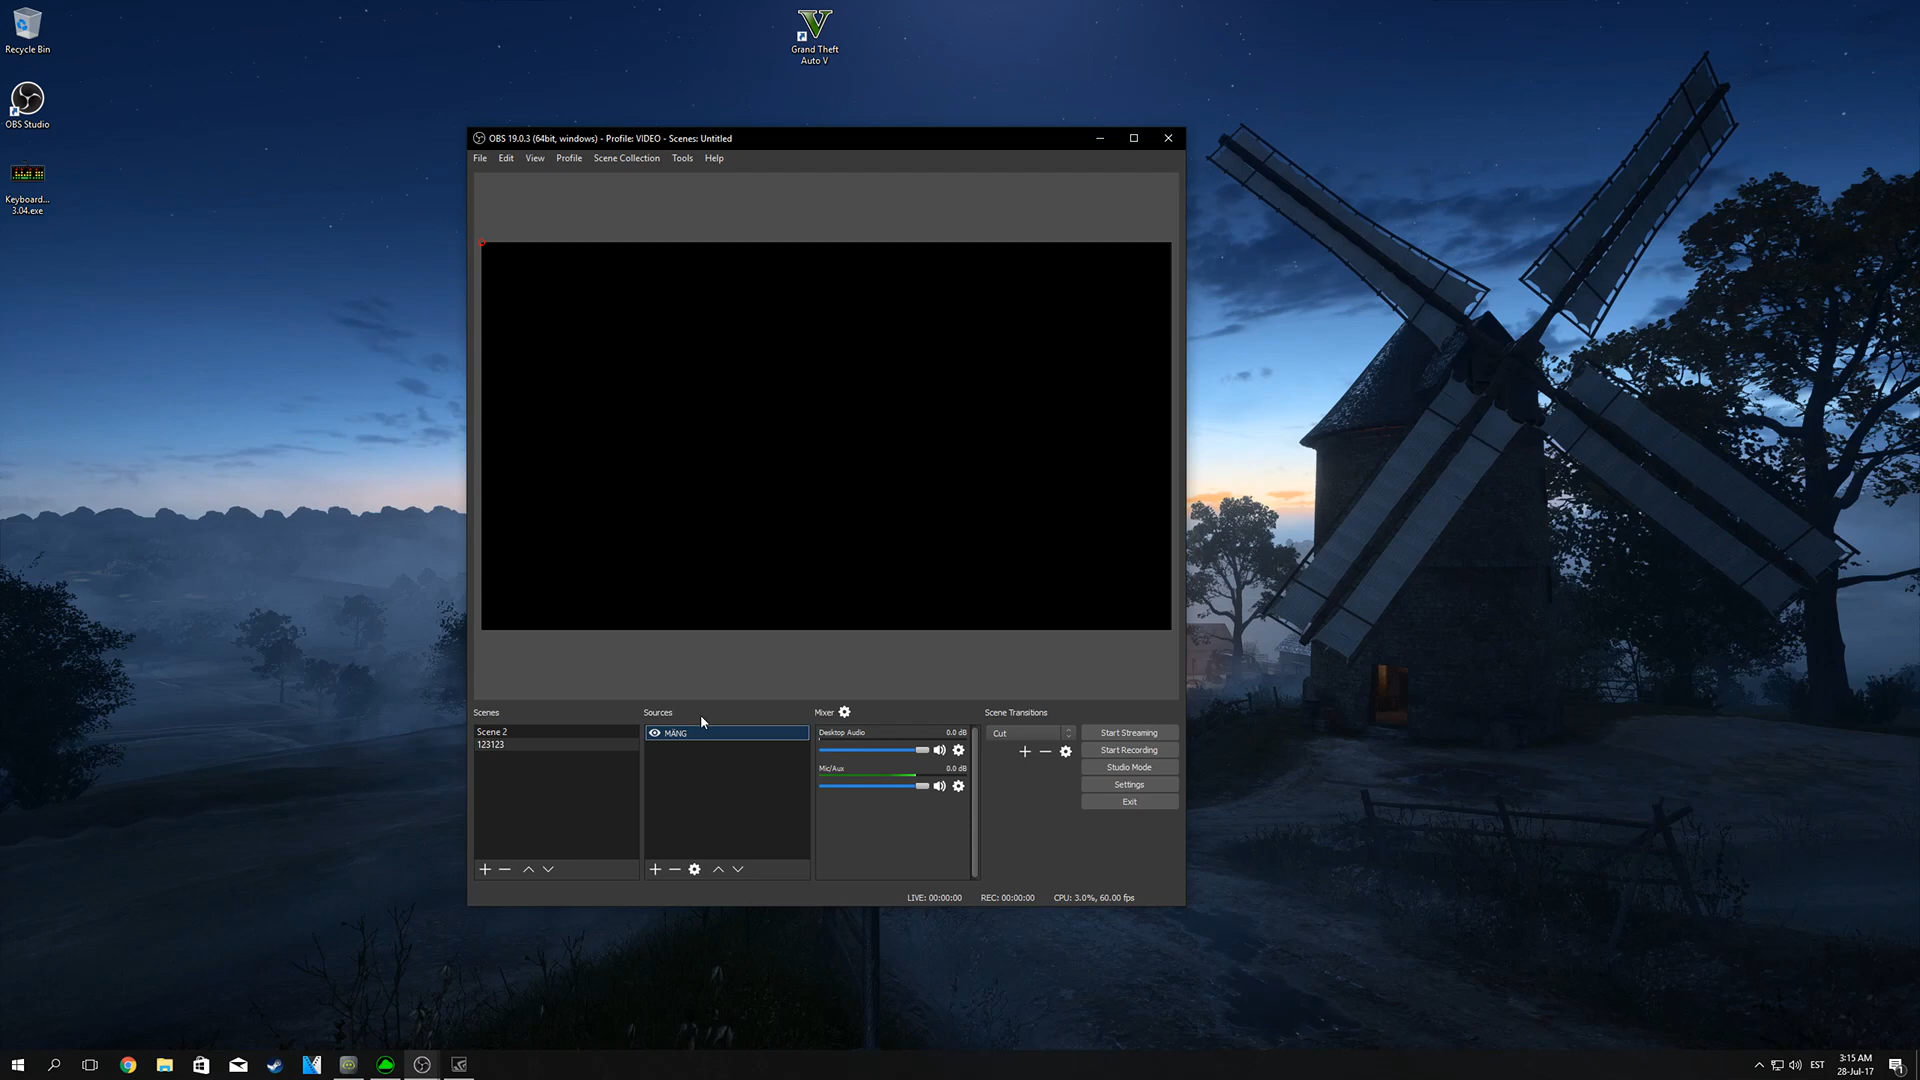 Recycle Bin
OBS Studio
Keyboard...
3.04.exe
Grand Theft
Auto V
OBS 19.0.3 (64bit, windows) - Profile: VIDEO - Scenes: Untitled
File Edit View Profile Scene Collection Tools Help
Scenes
Scene 2
123123
Sources
MÄNG
Mixer
Desktop Audio 0.0 dB
Mic/Aux 0.0 dB
Scene Transitions
Cut
Start Streaming
Start Recording
Studio Mode
Settings
Exit
LIVE: 00:00:00 REC: 00:00:00 CPU: 3.0%, 60.00 fps
EST
3:15 AM
28-Jul-17